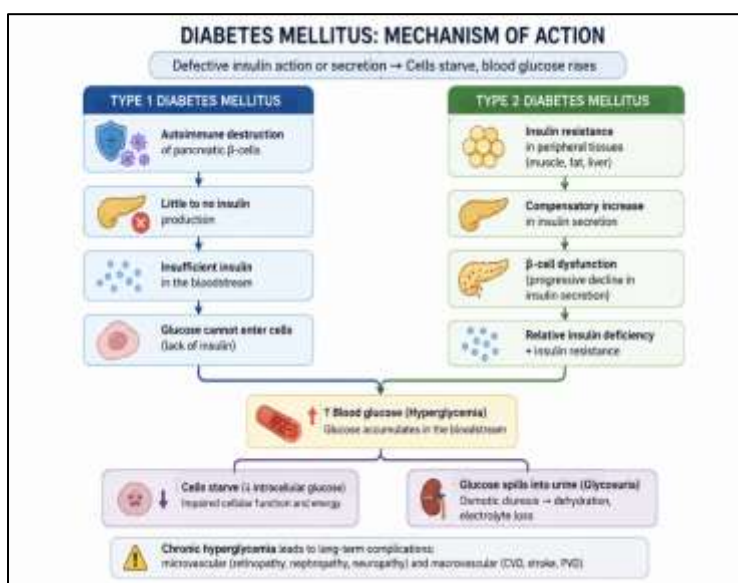 DIABETES MELLITUS: MECHANISM OF ACTION
Defective insulin action or secretion → Cells starve, blood glucose rises
TYPE 1 DIABETES MELLITUS
Autoimmune destruction
of pancreatic β-cells
Little to no insulin
production
Insufficient insulin
in the bloodstream
Glucose cannot enter cells
(lack of insulin)
TYPE 2 DIABETES MELLITUS
Insulin resistance
in peripheral tissues
(muscle, fat, liver)
Compensatory increase
in insulin secretion
β-cell dysfunction
(progressive decline in
insulin secretion)
Relative insulin deficiency
+ insulin resistance
↑ Blood glucose (Hyperglycemia)
Glucose accumulates in the bloodstream
Cells starve (↓ intracellular glucose)
Impaired cellular function and energy
Glucose spills into urine (Glycosuria)
Osmotic diuresis → dehydration,
electrolyte loss
Chronic hyperglycemia leads to long-term complications:
microvascular (retinopathy, nephropathy, neuropathy) and macrovascular (CVD, stroke, PVD)